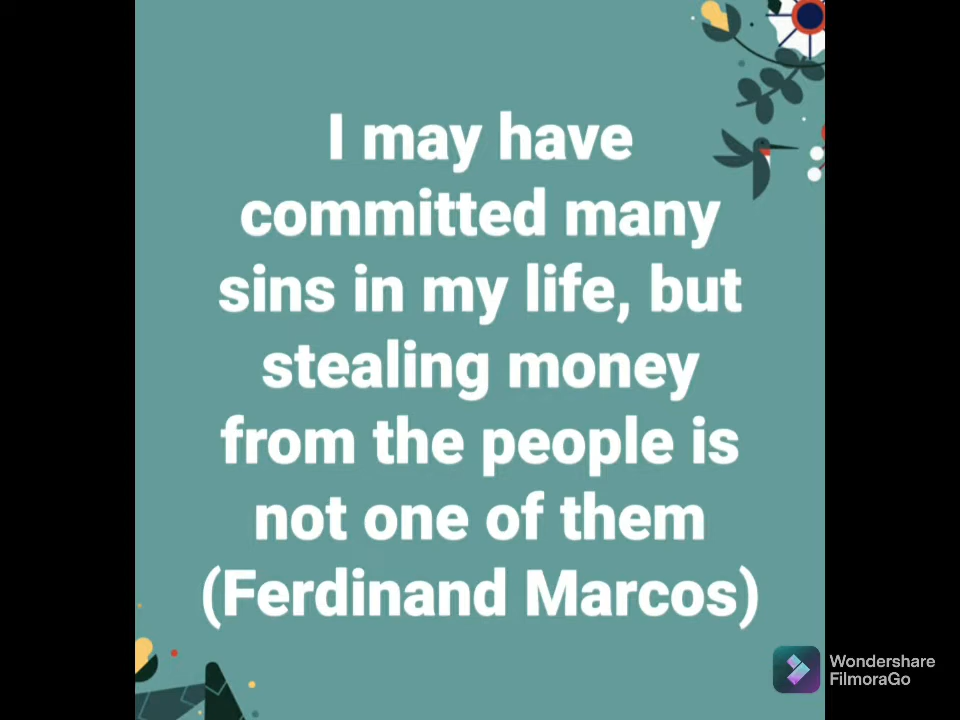 I may have
committed many
sins in my life, but
stealing money
from the people is
not one of them
(Ferdinand Marcos)
Wondershare
FilmoraGo